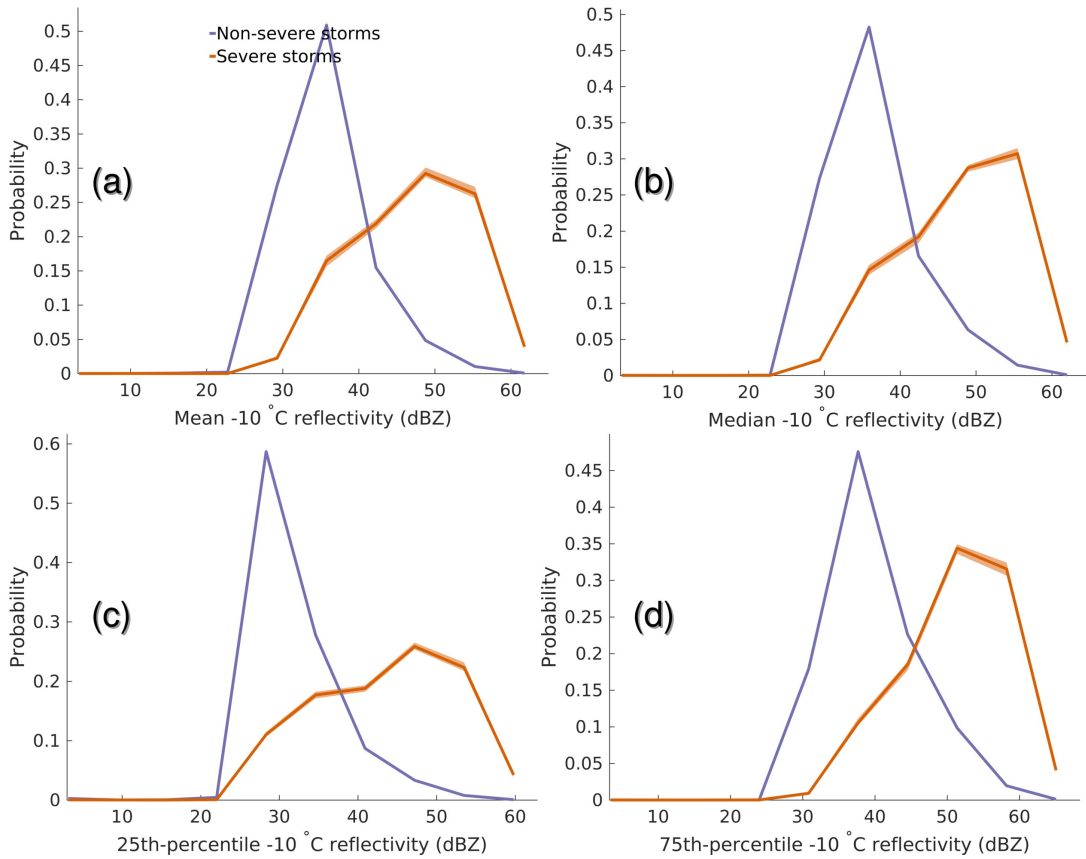 Non-severe storms
Severe storms
(a)
Probability
0.5
0.45
0.4
0.35
0.3
0.25
0.2
0.15
0.1
0.05
0
10 20 30 40 50 60
Mean -10 °C reflectivity (dBZ)
(b)
Probability
0.5
0.45
0.4
0.35
0.3
0.25
0.2
0.15
0.1
0.05
0
10 20 30 40 50 60
Median -10 °C reflectivity (dBZ)
(c)
Probability
0.6
0.5
0.4
0.3
0.2
0.1
0
10 20 30 40 50 60
25th-percentile -10 °C reflectivity (dBZ)
(d)
Probability
0.45
0.4
0.35
0.3
0.25
0.2
0.15
0.1
0.05
0
10 20 30 40 50 60
75th-percentile -10 °C reflectivity (dBZ)